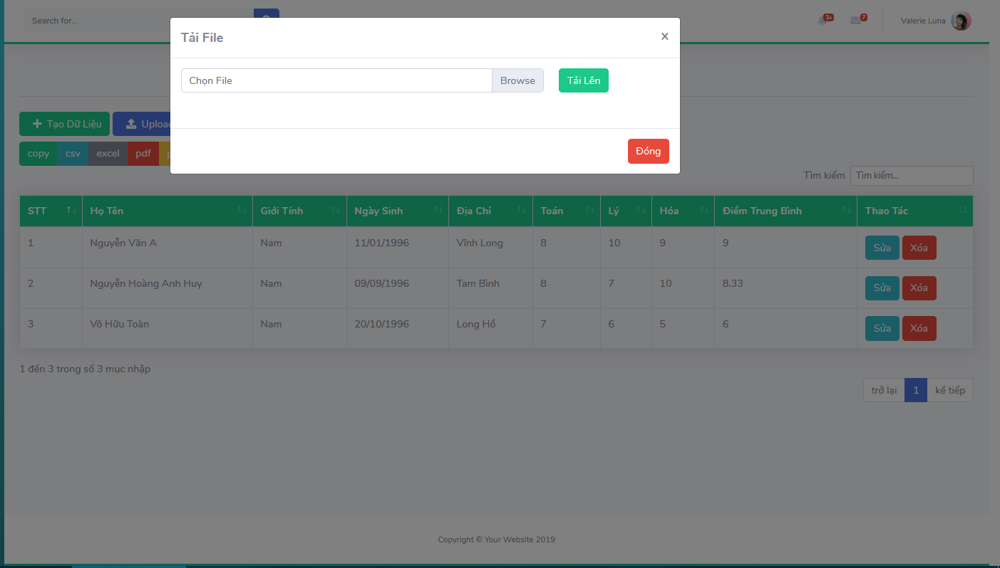 Search for...
3+
7
Valerie Luna
Tải File
×
Chọn File
Browse
Tải Lên
Đóng
Tạo Dữ Liệu
copy
csv
excel
pdf
Tìm kiếm
Tìm kiếm...
STT Họ Tên Giới Tính Ngày Sinh Địa Chỉ Toán Lý Hóa Điểm Trung Bình Thao Tác
1 Nguyễn Văn A Nam 11/01/1996 Vĩnh Long 8 10 9 9 Sửa Xóa
2 Nguyễn Hoàng Anh Huy Nam 09/09/1996 Tam Bình 8 7 10 8.33 Sửa Xóa
3 Võ Hữu Toàn Nam 20/10/1996 Long Hồ 7 6 5 6 Sửa Xóa
1 đến 3 trong số 3 mục nhập
trở lại 1 kế tiếp
Copyright © Your Website 2019